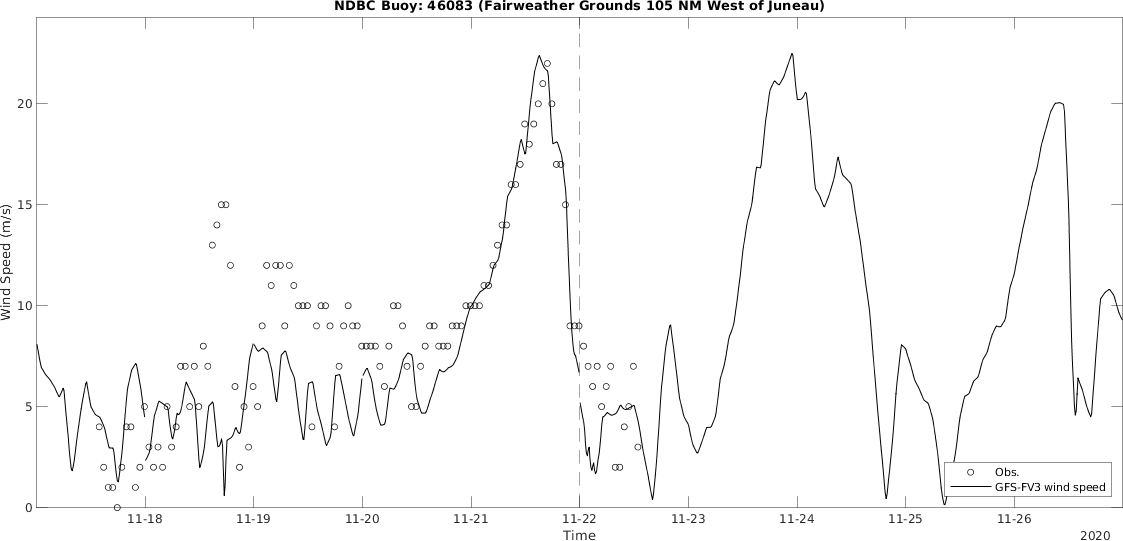 NDBC Buoy: 46083 (Fairweather Grounds 105 NM West of Juneau)
Wind Speed (m/s)
20
15
10
5
0
11-18 11-19 11-20 11-21 11-22 11-23 11-24 11-25 11-26
Time
2020
Obs.
GFS-FV3 wind speed